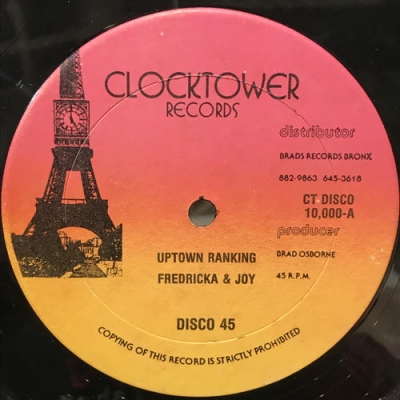 CLOCKTOWER
RECORDS
distributor
BRADS RECORDS BRONX
882-9863 645-3618
CT DISCO
10,000-A
producer
BRAD OSBORNE
45 R.P.M.
UPTOWN RANKING
FREDRICKA & JOY
DISCO 45
COPYING OF THIS RECORD IS STRICTLY PROHIBITED